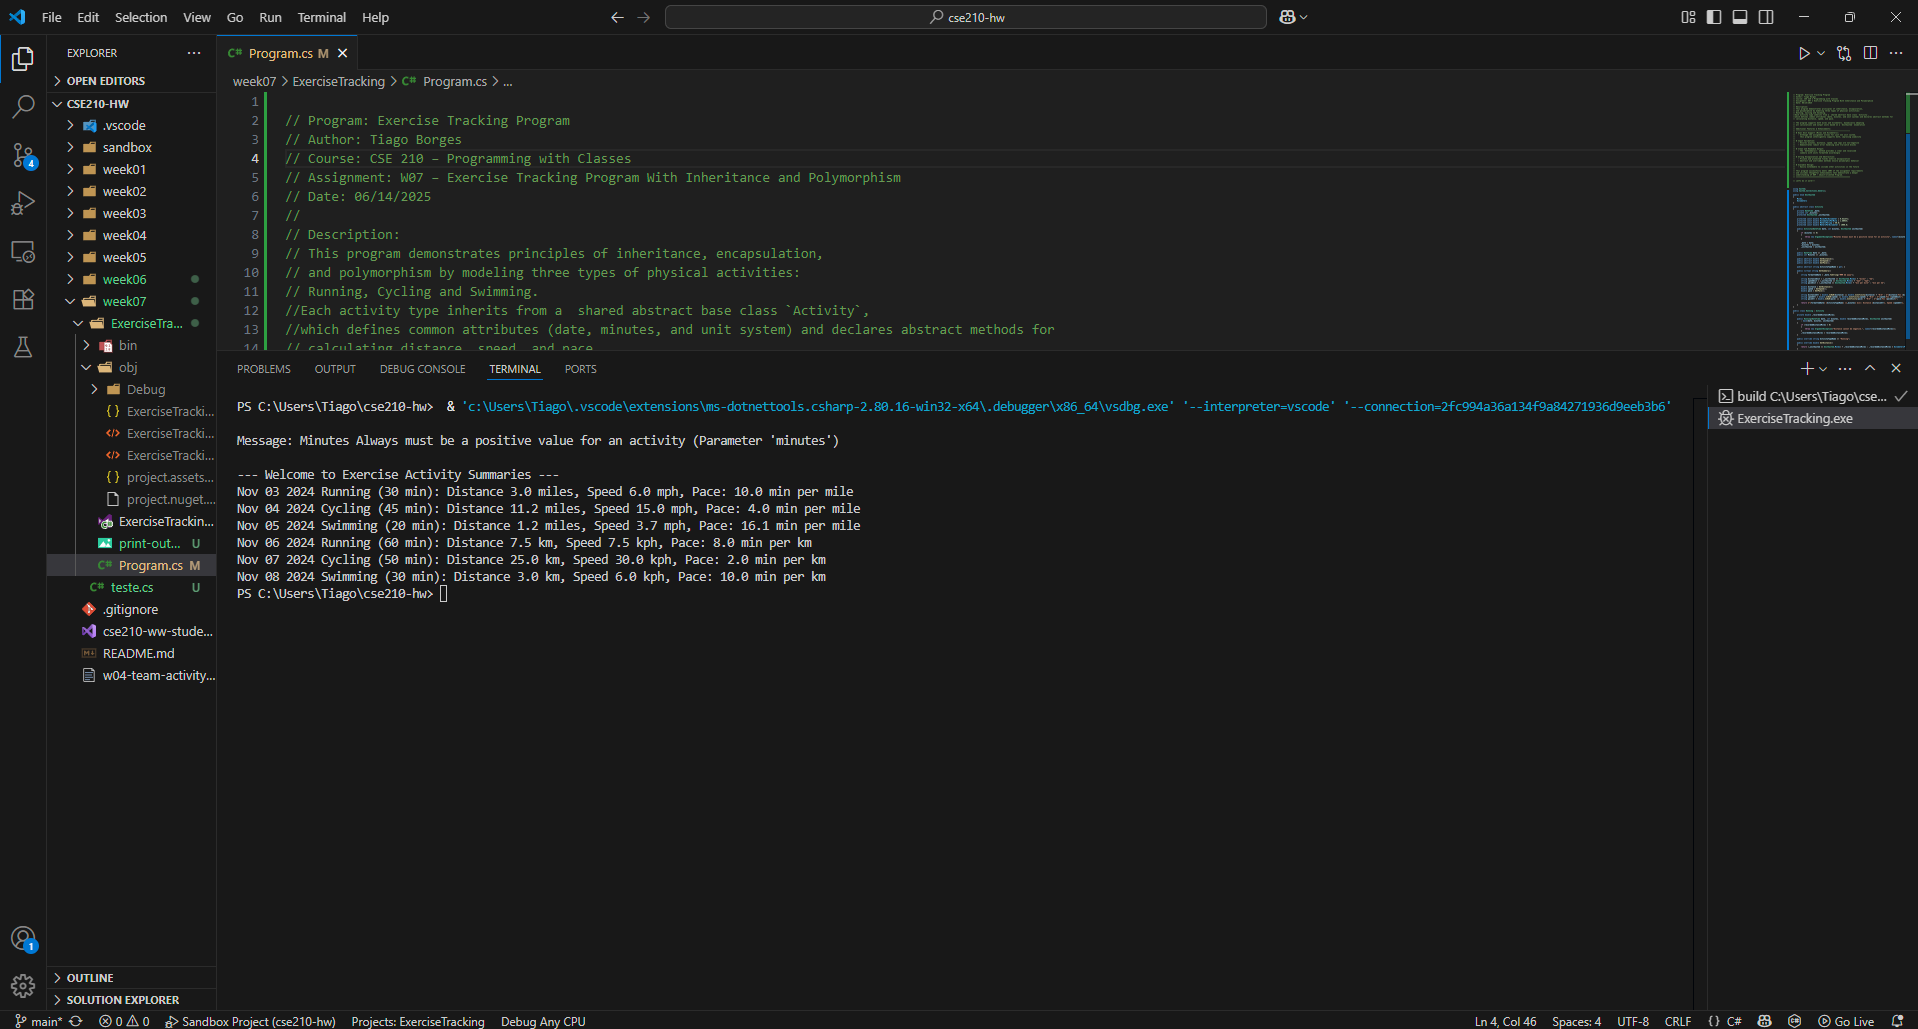 File Edit Selection View Go Run Terminal Help
cse210-hw
EXPLORER
OPEN EDITORS
CSE210-HW
.vscode
sandbox
week01
week02
week03
week04
week05
week06
week07
ExerciseTra...
bin
obj
Debug
ExerciseTracki...
ExerciseTracki...
ExerciseTracki...
project.assets...
project.nuget....
ExerciseTrackin...
print-out... U
Program.cs M
teste.cs U
.gitignore
cse210-ww-stude...
README.md
w04-team-activity...
OUTLINE
SOLUTION EXPLORER
4
1
C# Program.cs M
week07 > ExerciseTracking > C# Program.cs > ...
1
2 // Program: Exercise Tracking Program
3 // Author: Tiago Borges
4 // Course: CSE 210 – Programming with Classes
5 // Assignment: W07 – Exercise Tracking Program With Inheritance and Polymorphism
6 // Date: 06/14/2025
7 //
8 // Description:
9 // This program demonstrates principles of inheritance, encapsulation,
10 // and polymorphism by modeling three types of physical activities:
11 // Running, Cycling and Swimming.
12 //Each activity type inherits from a  shared abstract base class `Activity`,
13 //which defines common attributes (date, minutes, and unit system) and declares abstract methods for
14 // calculating distance, speed, and pace
PROBLEMS OUTPUT DEBUG CONSOLE TERMINAL PORTS
PS C:\Users\Tiago\cse210-hw>  & 'c:\Users\Tiago\.vscode\extensions\ms-dotnettools.csharp-2.80.16-win32-x64\.debugger\x86_64\vsdbg.exe' '--interpreter=vscode' '--connection=2fc994a36a134f9a84271936d9eeb3b6'
Message: Minutes Always must be a positive value for an activity (Parameter 'minutes')
--- Welcome to Exercise Activity Summaries ---
Nov 03 2024 Running (30 min): Distance 3.0 miles, Speed 6.0 mph, Pace: 10.0 min per mile
Nov 04 2024 Cycling (45 min): Distance 11.2 miles, Speed 15.0 mph, Pace: 4.0 min per mile
Nov 05 2024 Swimming (20 min): Distance 1.2 miles, Speed 3.7 mph, Pace: 16.1 min per mile
Nov 06 2024 Running (60 min): Distance 7.5 km, Speed 7.5 kph, Pace: 8.0 min per km
Nov 07 2024 Cycling (50 min): Distance 25.0 km, Speed 30.0 kph, Pace: 2.0 min per km
Nov 08 2024 Swimming (30 min): Distance 3.0 km, Speed 6.0 kph, Pace: 10.0 min per km
PS C:\Users\Tiago\cse210-hw>
build C:\Users\Tiago\cse...
ExerciseTracking.exe
main* 0 0 Sandbox Project (cse210-hw) Projects: ExerciseTracking Debug Any CPU Ln 4, Col 46 Spaces: 4 UTF-8 CRLF {} C# Go Live